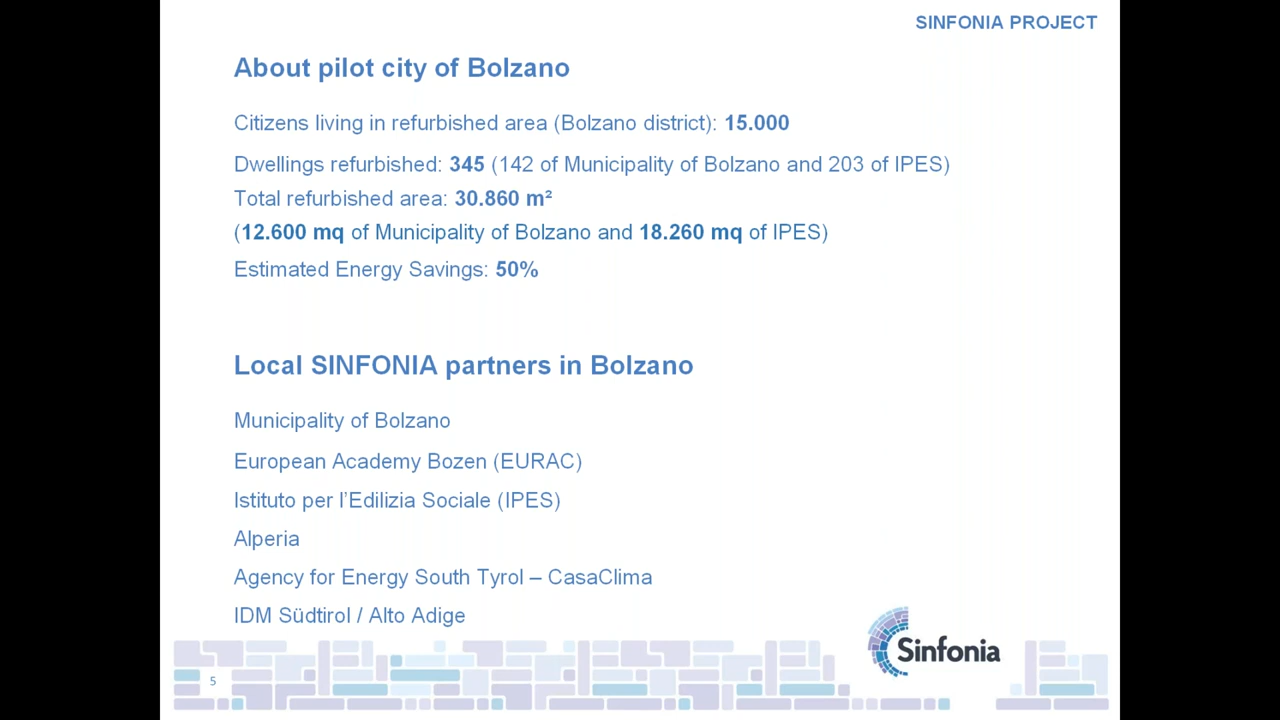 SINFONIA PROJECT
About pilot city of Bolzano
Citizens living in refurbished area (Bolzano district): 15.000
Dwellings refurbished: 345 (142 of Municipality of Bolzano and 203 of IPES)
Total refurbished area: 30.860 m²
(12.600 mq of Municipality of Bolzano and 18.260 mq of IPES)
Estimated Energy Savings: 50%
Local SINFONIA partners in Bolzano
Municipality of Bolzano
European Academy Bozen (EURAC)
Istituto per l’Edilizia Sociale (IPES)
Alperia
Agency for Energy South Tyrol – CasaClima
IDM Südtirol / Alto Adige
Sinfonia
5